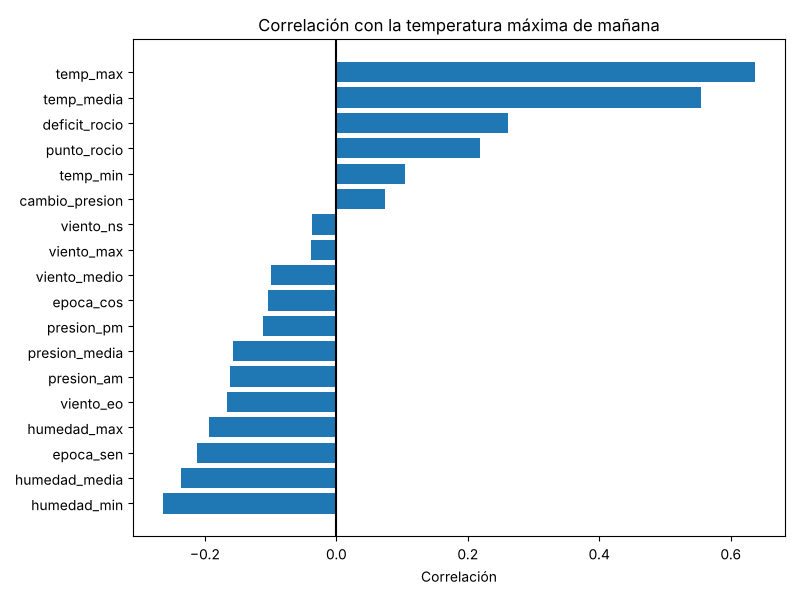 Correlación con la temperatura máxima de mañana
temp_max
temp_media
deficit_rocio
punto_rocio
temp_min
cambio_presion
viento_ns
viento_max
viento_medio
epoca_cos
presion_pm
presion_media
presion_am
viento_eo
humedad_max
epoca_sen
humedad_media
humedad_min
−0.2 0.0 0.2 0.4 0.6
Correlación